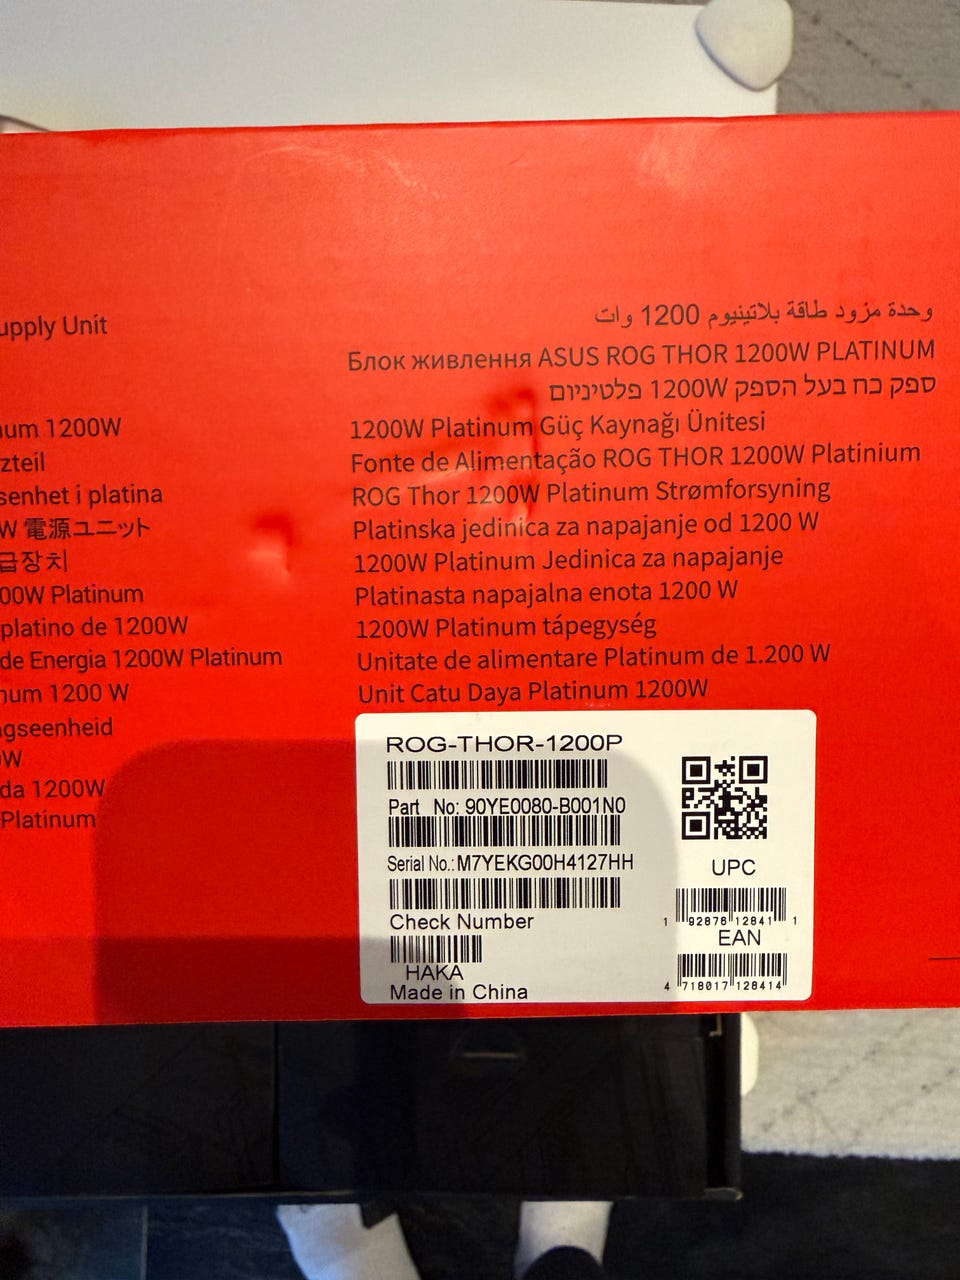 upply Unit
num 1200W
zteil
senhet i platina
W 電源ユニット
급장치
00W Platinum
platino de 1200W
de Energia 1200W Platinum
num 1200 W
ngseenheid
0W
da 1200W
Platínum
وحدة مزود طاقة بلاتينيوم 1200 وات
Блок живлення ASUS ROG THOR 1200W PLATINUM
ספק כח בעל הספק 1200W פלטיניום
1200W Platinum Güç Kaynağı Ünitesi
Fonte de Alimentação ROG THOR 1200W Platinium
ROG Thor 1200W Platinum Strømforsyning
Platinska jedinica za napajanje od 1200 W
1200W Platinum Jedinica za napajanje
Platinasta napajalna enota 1200 W
1200W Platinum tápegység
Unitate de alimentare Platinum de 1.200 W
Unit Catu Daya Platinum 1200W
ROG-THOR-1200P
Part No: 90YE0080-B001N0
Serial No.: M7YEKG00H4127HH
Check Number
HAKA
Made in China
UPC
1 92876 12841 1
EAN
4 718017 128414